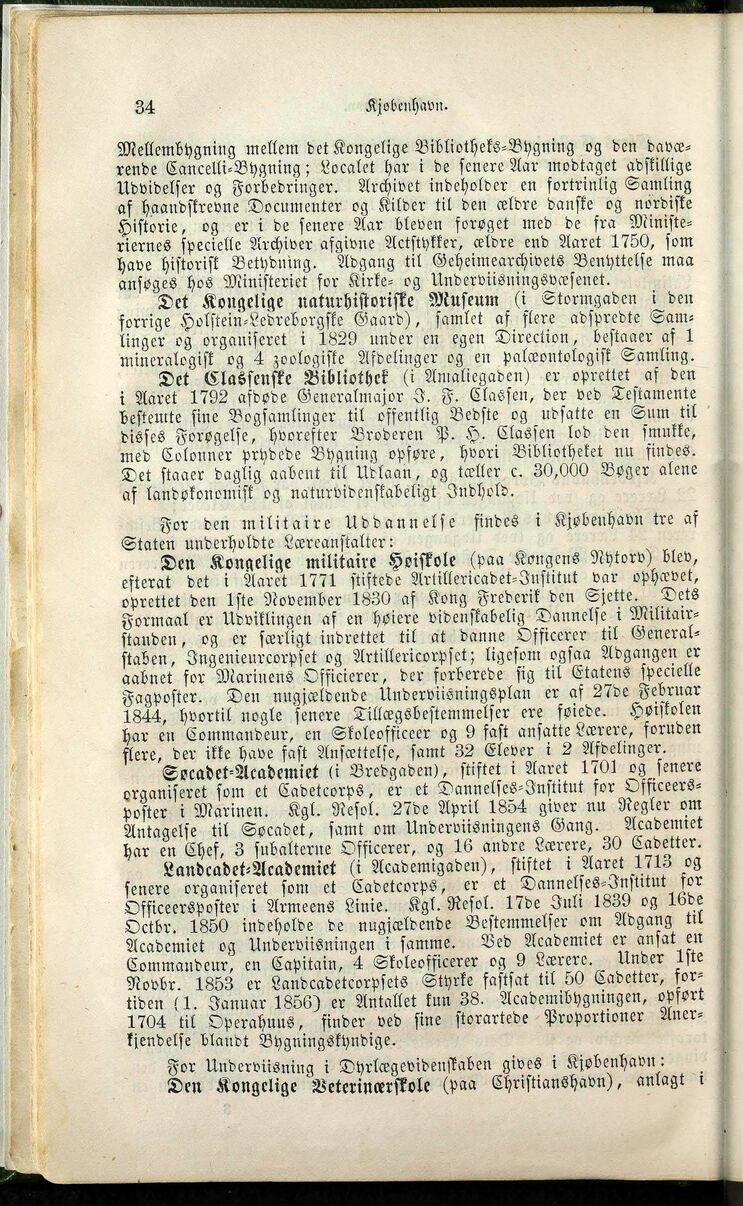 34
Kjøbenhavn.
Mellembygning mellem det Kongelige Bibliotheks-Bygning og den davæ-
rende Cancelli-Bygning; Localet har i de senere Aar modtaget adskillige
Udvidelser og Forbedringer. Archivet indeholder en fortrinlig Samling
af haandskrevne Documenter og Kilder til den ældre danske og nordiske
Historie, og er i de senere Aar bleven forøget med de fra Ministe-
riernes specielle Archiver afgivne Actstykker, ældre end Aaret 1750, som
have historisk Betydning. Adgang til Geheimearchivets Benyttelse maa
ansøges hos Ministeriet for Kirke- og Underviisningsvæsenet.
Det Kongelige naturhistoriske Museum (i Stormgaden i den
forrige Holstein-Ledreborgske Gaard), samlet af flere adspredte Sam-
linger og organiseret i 1829 under en egen Direction, bestaaer af 1
mineralogisk og 4 zoologiske Afdelinger og en palæontologisk Samling.
Det Classenske Bibliothek (i Amaliegaden) er oprettet af den
i Aaret 1792 afdøde Generalmajor J. F. Classen, der ved Testamente
bestemte sine Bogsamlinger til offentlig Bedste og udsatte en Sum til
disses Forøgelse, hvorefter Broderen P. H. Classen lod den smukke,
med Colonner prydede Bygning opføre, hvori Bibliotheket nu findes.
Det staaer daglig aabent til Udlaan, og tæller c. 30,000 Bøger alene
af landøkonomisk og naturvidenskabeligt Indhold.
For den militaire Uddannelse findes i Kjøbenhavn tre af
Staten underholdte Læreanstalter:
Den Kongelige militaire Høiskole (paa Kongens Nytorv) blev,
efterat det i Aaret 1771 stiftede Artillericadet-Institut var ophævet,
oprettet den 1ste November 1830 af Kong Frederik den Sjette. Dets
Formaal er Udviklingen af en høiere videnskabelig Dannelse i Militair-
standen, og er særligt indrettet til at danne Officerer til General-
staben, Ingenieurcorpset og Artillericorpset; ligesom ogsaa Adgangen er
aabnet for Marinens Officierer, der forberede sig til Etatens specielle
Fagposter. Den nugjældende Underviisningsplan er af 27de Februar
1844, hvortil nogle senere Tillægsbestemmelser ere føiede. Høiskolen
har en Commandeur, en Skoleofficeer og 9 fast ansatte Lærere, foruden
flere, der ikke have fast Ansættelse, samt 32 Elever i 2 Afdelinger.
Søcadet-Academiet (i Bredgaden), stiftet i Aaret 1701 og senere
organiseret som et Cadetcorps, er et Dannelses-Institut for Officeers-
poster i Marinen. Kgl. Resol. 27de April 1854 giver nu Regler om
Antagelse til Søcadet, samt om Underviisningens Gang. Academiet
har en Chef, 3 subalterne Officerer, og 16 andre Lærere, 30 Cadetter.
Landcadet-Academiet (i Academigaden), stiftet i Aaret 1713 og
senere organiseret som et Cadetcorps, er et Dannelses-Institut for
Officeersposter i Armeens Linie. Kgl. Resol. 17de Juli 1839 og 16de
Octbr. 1850 indeholde de nugjældende Bestemmelser om Adgang til
Academiet og Underviisningen i samme. Ved Academiet er ansat en
Commandeur, en Capitain, 4 Skoleofficerer og 9 Lærere. Under 1ste
Novbr. 1853 er Landcadetcorpsets Styrke fastsat til 50 Cadetter, for-
tiden (1. Januar 1856) er Antallet kun 38. Academibygningen, opført
1704 til Operahuus, finder ved sine storartede Proportioner Aner-
kjendelse blandt Bygningskyndige.
For Underviisning i Dyrlægevidenskaben gives i Kjøbenhavn:
Den Kongelige Veterinærskole (paa Christianshavn), anlagt i